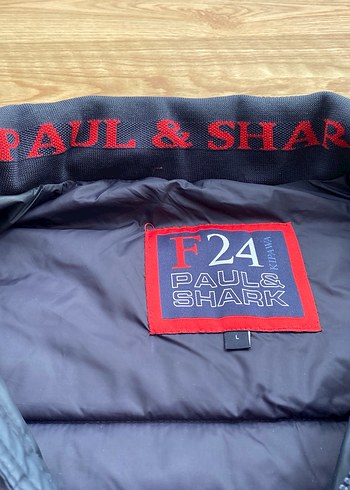 PAUL & SHAR
F24
KIPAWA
PAUL&
SHARK
L